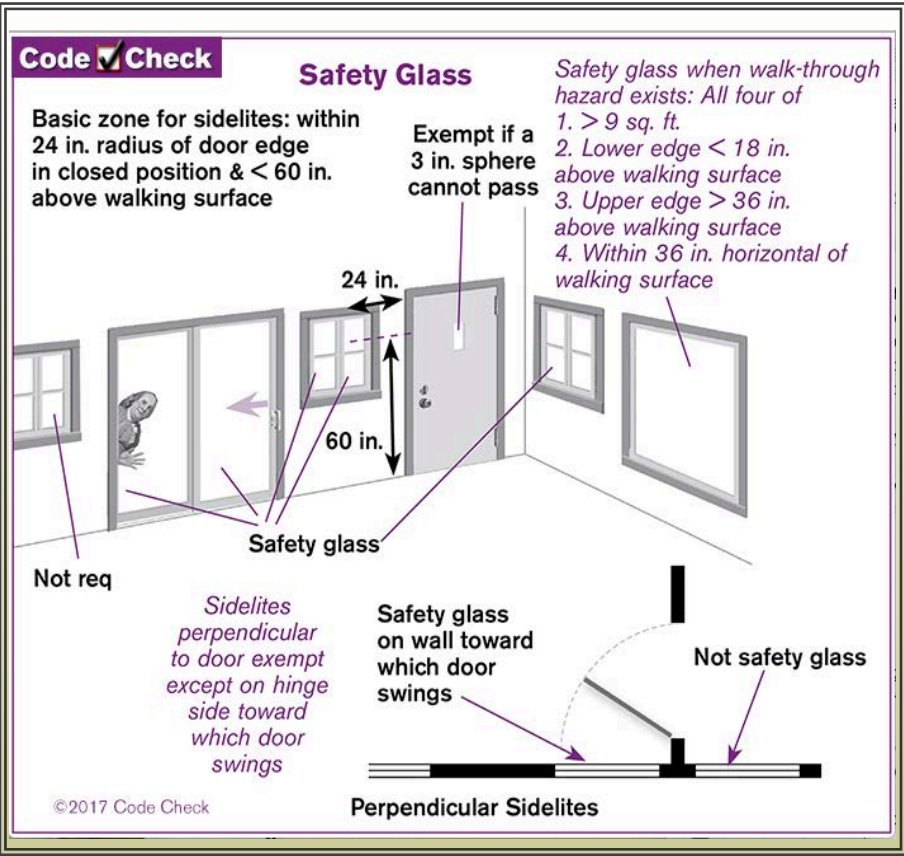 Code Check
Safety Glass
Basic zone for sidelites: within
24 in. radius of door edge
in closed position & < 60 in.
above walking surface
Exempt if a
3 in. sphere
cannot pass
Safety glass when walk-through
hazard exists: All four of
1. > 9 sq. ft.
2. Lower edge < 18 in.
above walking surface
3. Upper edge > 36 in.
above walking surface
4. Within 36 in. horizontal of
walking surface
24 in.
60 in.
Safety glass
Not req
Sidelites
perpendicular
to door exempt
except on hinge
side toward
which door
swings
Safety glass
on wall toward
which door
swings
Not safety glass
Perpendicular Sidelites
©2017 Code Check